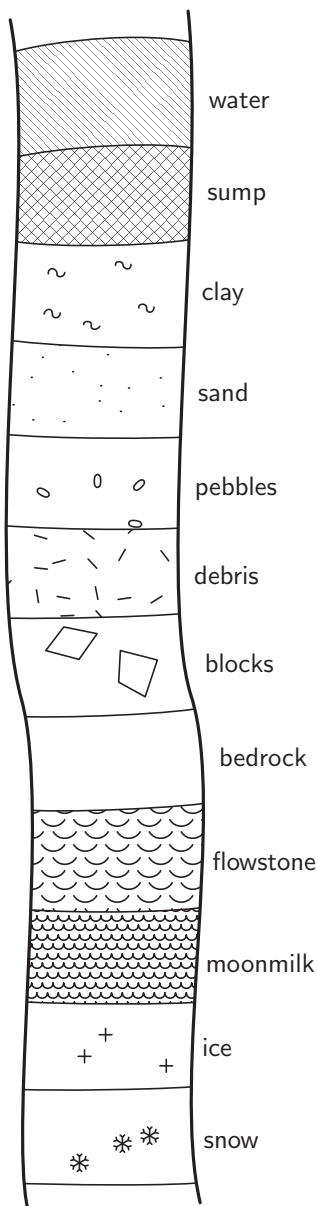 water
sump
clay
sand
pebbles
debris
blocks
bedrock
flowstone
moonmilk
ice
snow